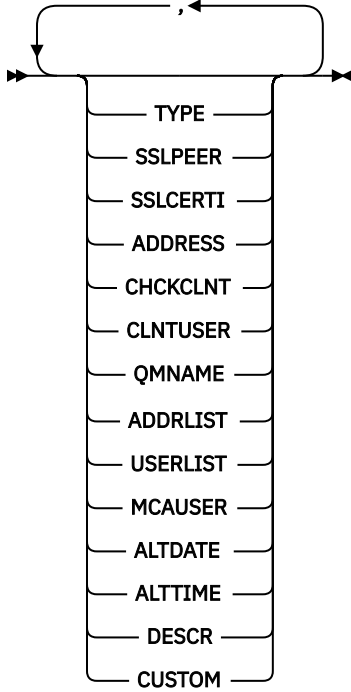 ,
TYPE
SSLPEER
SSLCERTI
ADDRESS
CHCKCLNT
CLNTUSER
QMNAME
ADDRLIST
USERLIST
MCAUSER
ALTDATE
ALTTIME
DESCR
CUSTOM